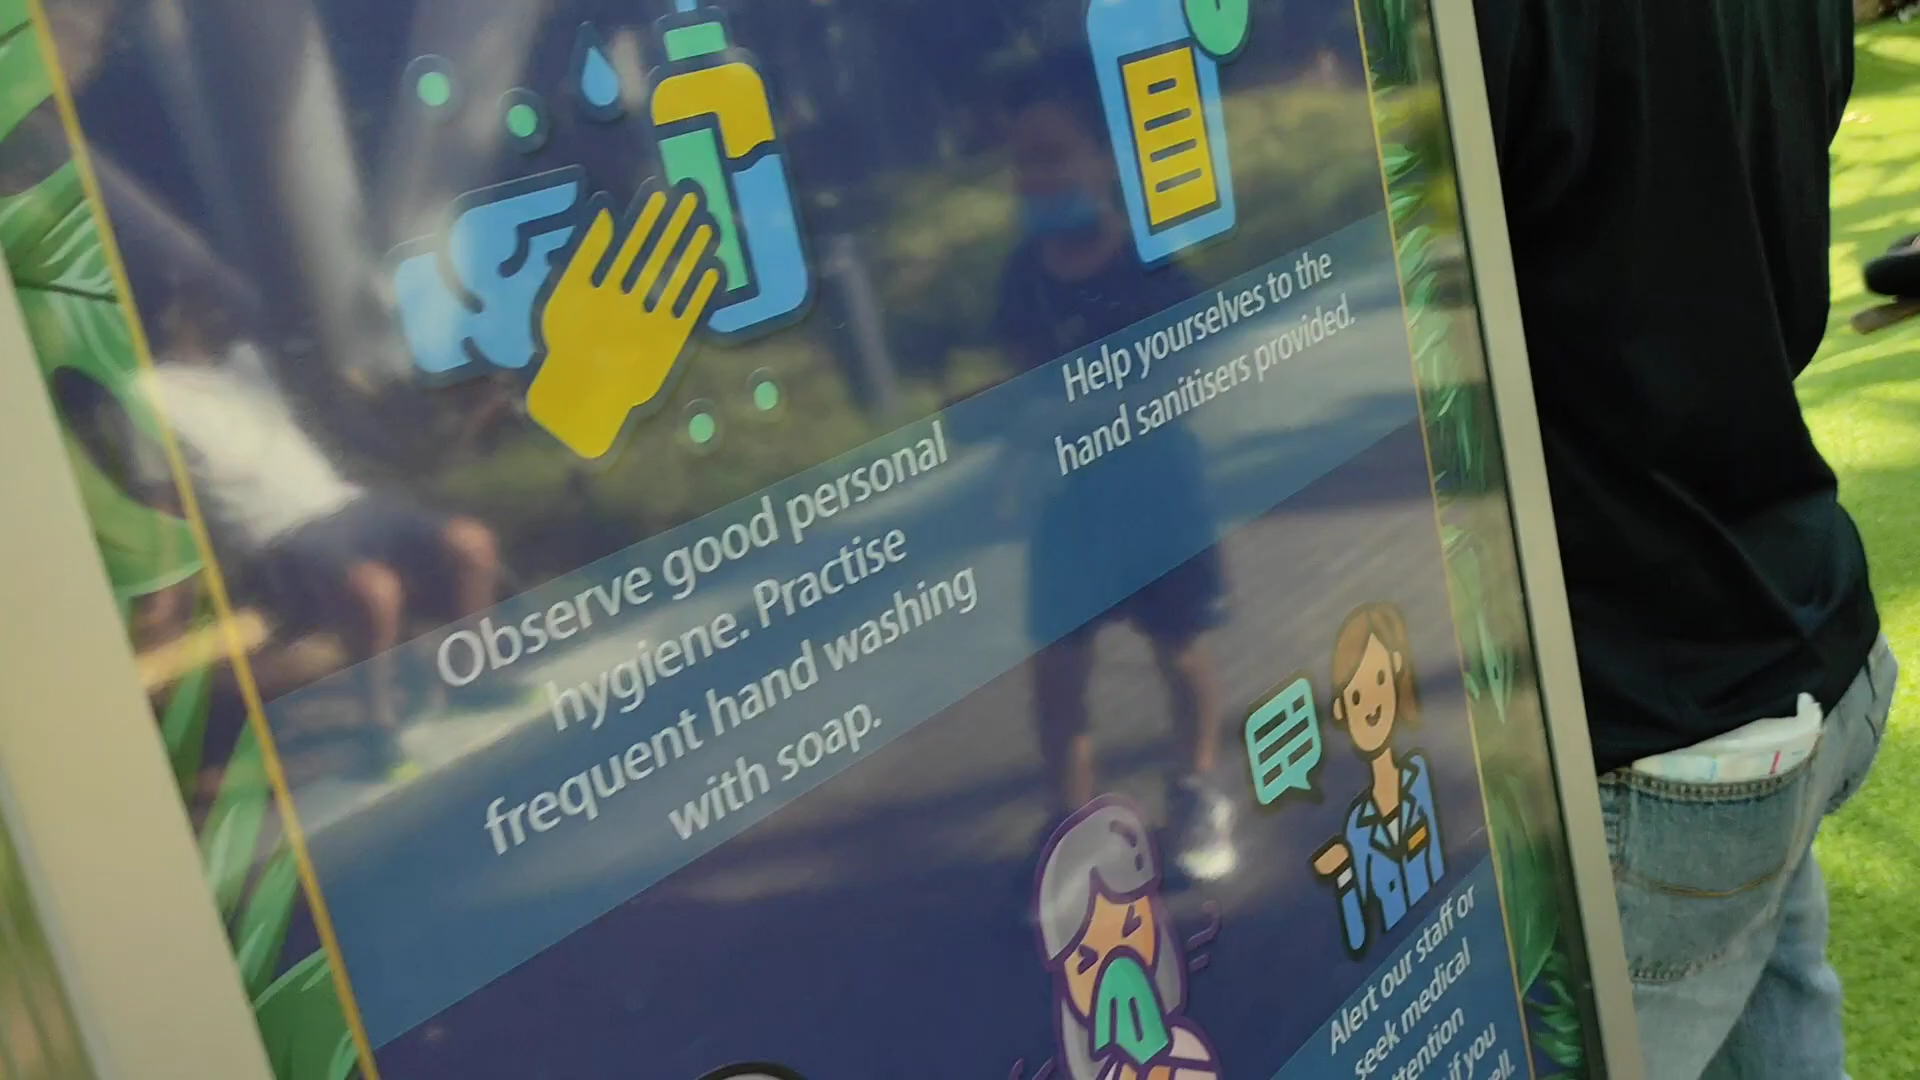 Help yourselves to the
hand sanitisers provided.
Observe good personal
hygiene. Practise
frequent hand washing
with soap.
Alert our staff or
seek medical
if you